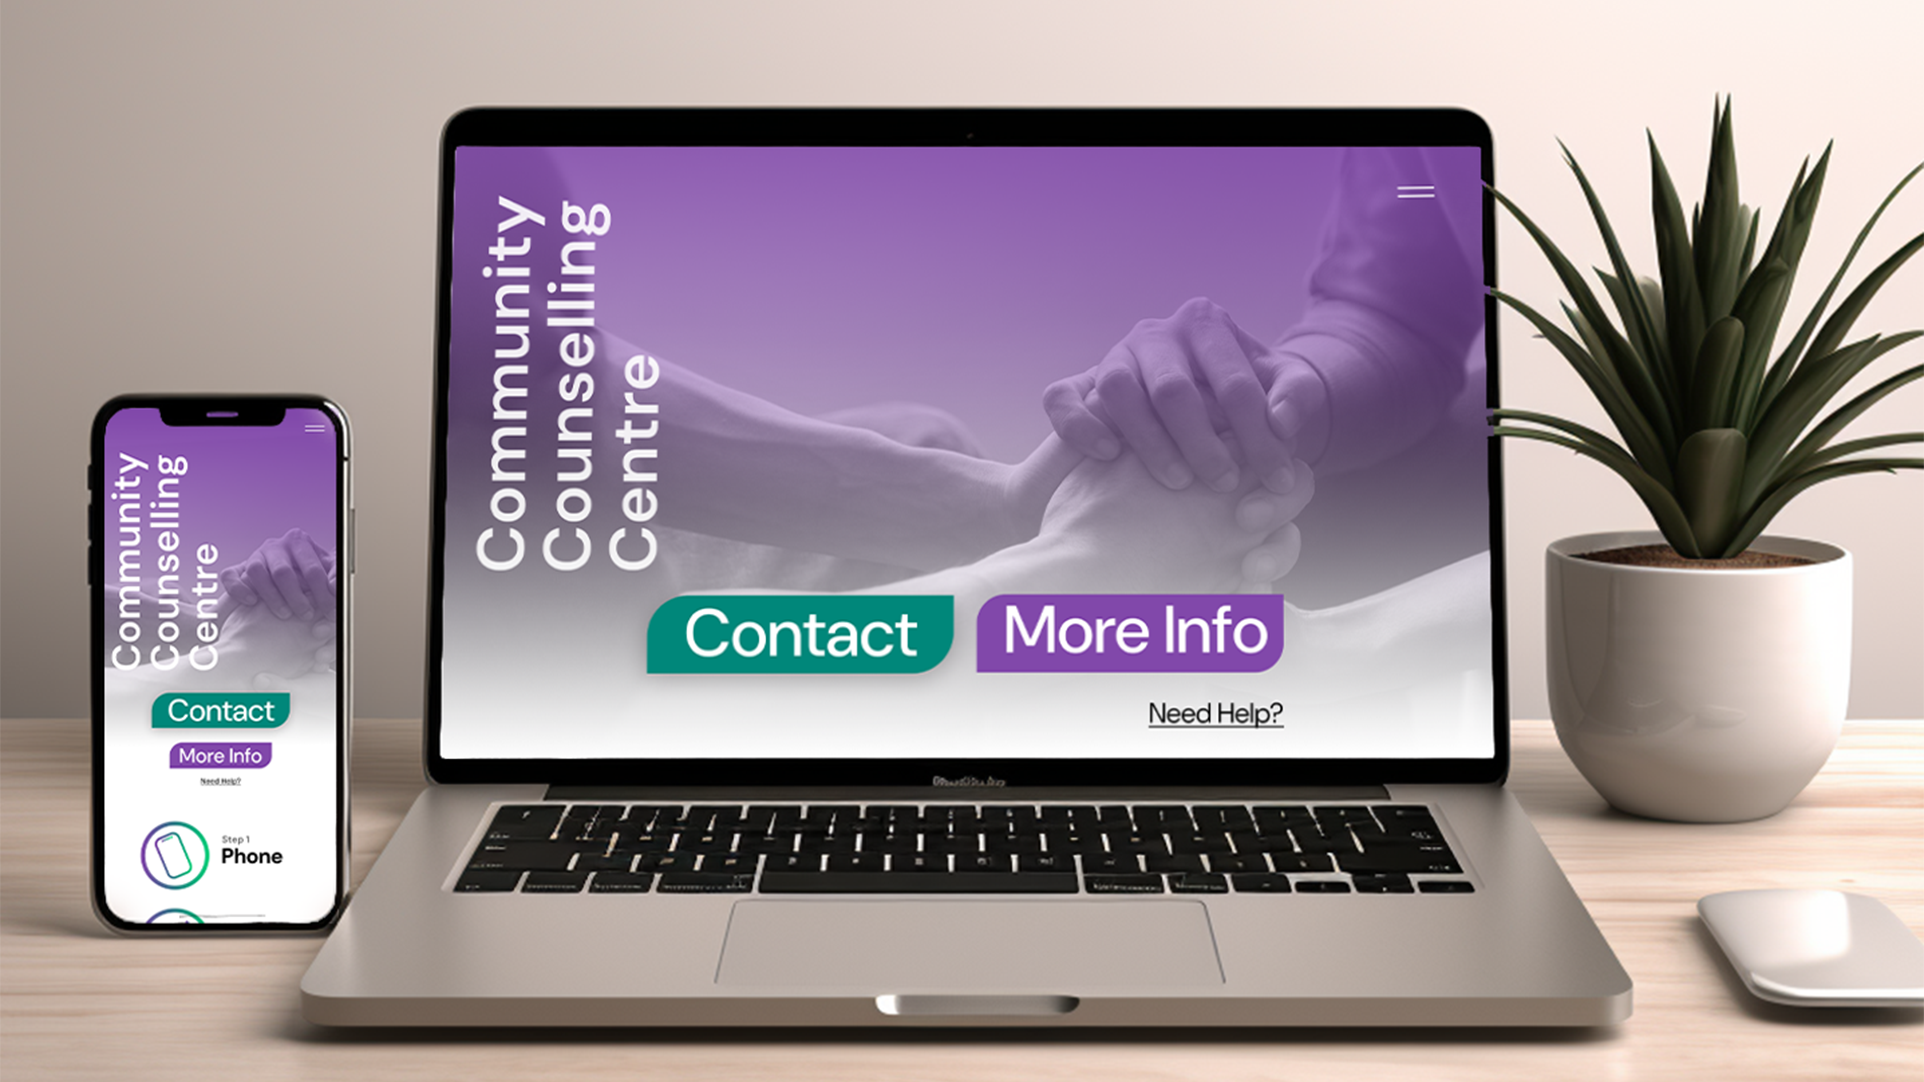 Community
Counselling
Centre
Contact
More Info
Need Help?
Step 1
Phone
Community
Counselling
Centre
Contact
More Info
Need Help?